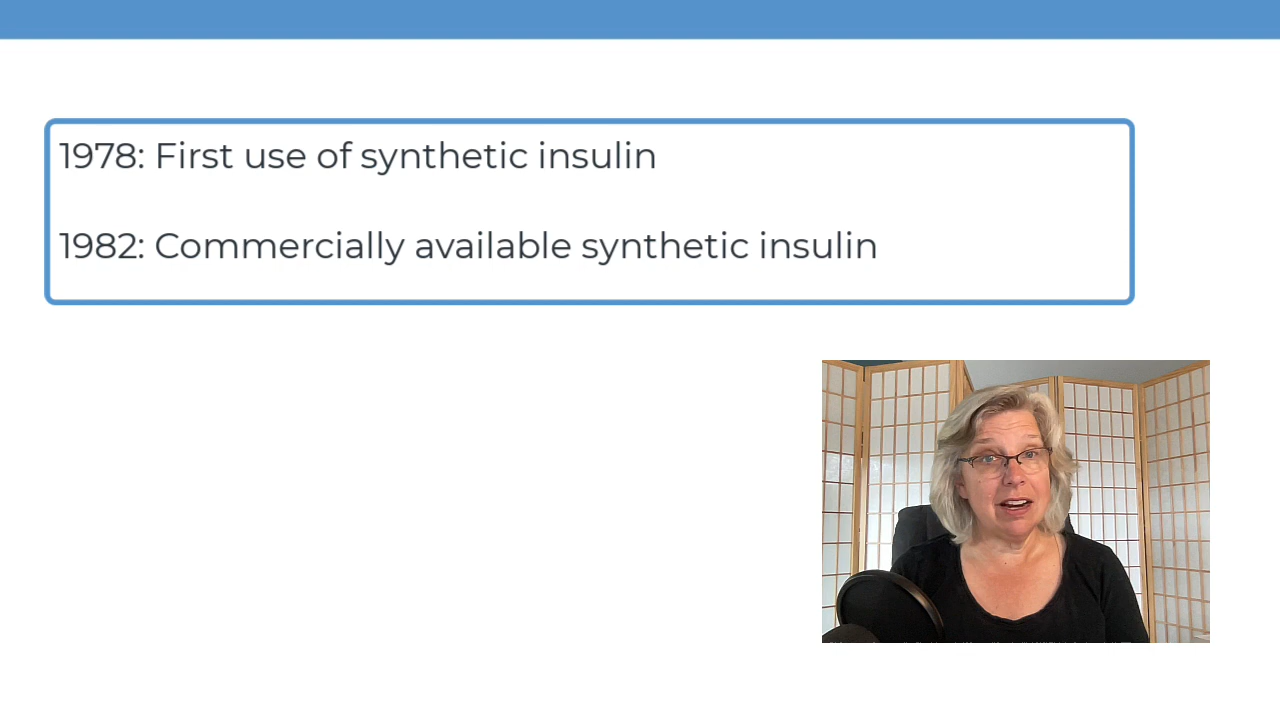 1978: First use of synthetic insulin
1982: Commercially available synthetic insulin